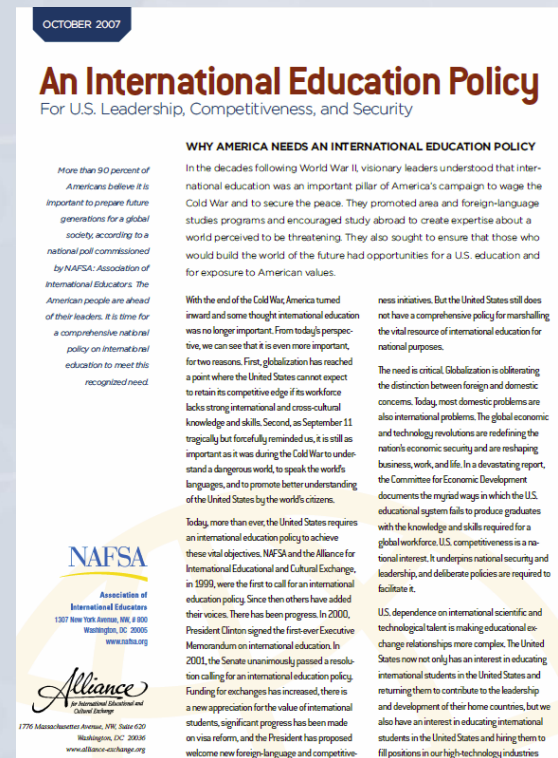 OCTOBER 2007
An International Education Policy
For U.S. Leadership, Competitiveness, and Security
More than 90 percent of
Americans believe it is
important to prepare future
generations for a global
society, according to a
national poll commissioned
by NAFSA: Association of
International Educators. The
American people are ahead
of their leaders. It is time for
a comprehensive national
policy on international
education to meet this
recognized need.
NAFSA
Association of
International Educators
1307 New York Avenue, NW, # 800
Washington, DC 20005
www.nafsa.org
Alliance
for International Educational and
Cultural Exchange
1776 Massachusettes Avenue, NW, Suite 620
Washington, DC 20036
www.alliance-exchange.org
WHY AMERICA NEEDS AN INTERNATIONAL EDUCATION POLICY
In the decades following World War II, visionary leaders understood that inter-
national education was an important pillar of America's campaign to wage the
Cold War and to secure the peace. They promoted area and foreign-language
studies programs and encouraged study abroad to create expertise about a
world perceived to be threatening. They also sought to ensure that those who
would build the world of the future had opportunities for a U.S. education and
for exposure to American values.
With the end of the Cold War, America turned
inward and some thought international education
was no longer important. From today's perspec-
tive, we can see that it is even more important,
for two reasons. First, globalization has reached
a point where the United States cannot expect
to retain its competitive edge if its workforce
lacks strong international and cross-cultural
knowledge and skills. Second, as September 11
tragically but forcefully reminded us, it is still as
important as it was during the Cold War to under-
stand a dangerous world, to speak the world's
languages, and to promote better understanding
of the United States by the world's citizens.
Today, more than ever, the United States requires
an international education policy to achieve
these vital objectives. NAFSA and the Alliance for
International Educational and Cultural Exchange,
in 1999, were the first to call for an international
education policy. Since then others have added
their voices. There has been progress. In 2000,
President Clinton signed the first-ever Executive
Memorandum on international education. In
2001, the Senate unanimously passed a resolu-
tion calling for an international education policy.
Funding for exchanges has increased, there is
a new appreciation for the value of international
students, significant progress has been made
on visa reform, and the President has proposed
welcome new foreign-language and competitive-
ness initiatives. But the United States still does
not have a comprehensive policy for marshalling
the vital resource of international education for
national purposes.
The need is critical. Globalization is obliterating
the distinction between foreign and domestic
concerns. Today, most domestic problems are
also international problems. The global economic
and technology revolutions are redefining the
nation's economic security and are reshaping
business, work, and life. In a devastating report,
the Committee for Economic Development
documents the myriad ways in which the U.S.
educational system fails to produce graduates
with the knowledge and skills required for a
global workforce. U.S. competitiveness is a na-
tional interest. It underpins national security and
leadership, and deliberate policies are required to
facilitate it.
U.S. dependence on international scientific and
technological talent is making educational ex-
change relationships more complex. The United
States now not only has an interest in educating
international students in the United States and
returning them to contribute to the leadership
and development of their home countries, but we
also have an interest in educating international
students in the United States and hiring them to
fill positions in our high-technology industries